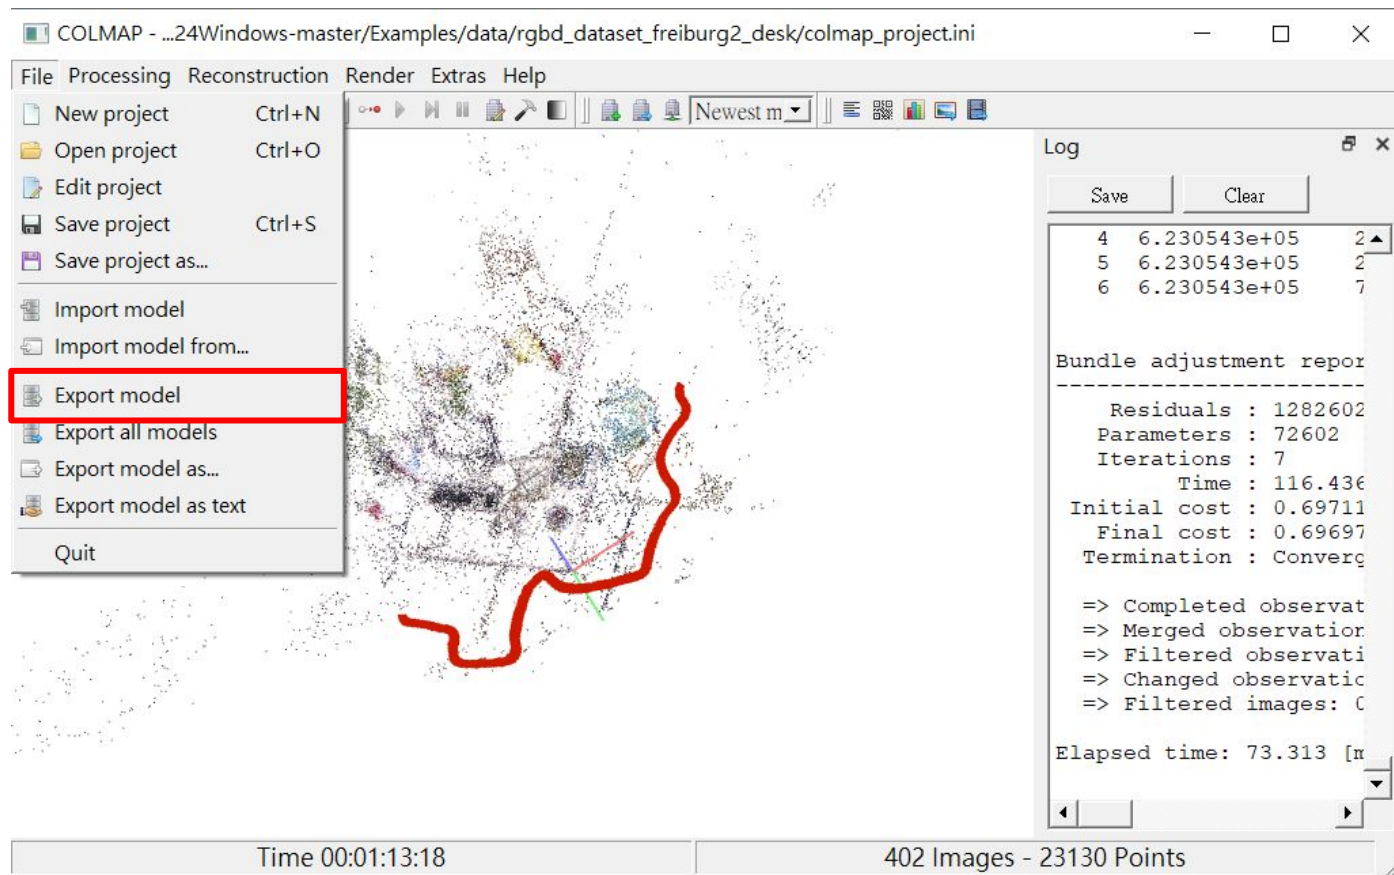 COLMAP - ...24Windows-master/Examples/data/rgbd_dataset_freiburg2_desk/colmap_project.ini
File Processing Reconstruction Render Extras Help
New project Ctrl+N
Open project Ctrl+O
Edit project
Save project Ctrl+S
Save project as...
Import model
Import model from...
Export model
Export all models
Export model as...
Export model as text
Quit
Newest m
Log
Save Clear
4 6.230543e+05 2
5 6.230543e+05 2
6 6.230543e+05 7
Bundle adjustment repor
-----------------------
Residuals : 1282602
Parameters : 72602
Iterations : 7
Time : 116.436
Initial cost : 0.69711
Final cost : 0.69697
Termination : Converg
=> Completed observat
=> Merged observation
=> Filtered observati
=> Changed observatio
=> Filtered images: 0
Elapsed time: 73.313 [m
Time 00:01:13:18
402 Images - 23130 Points